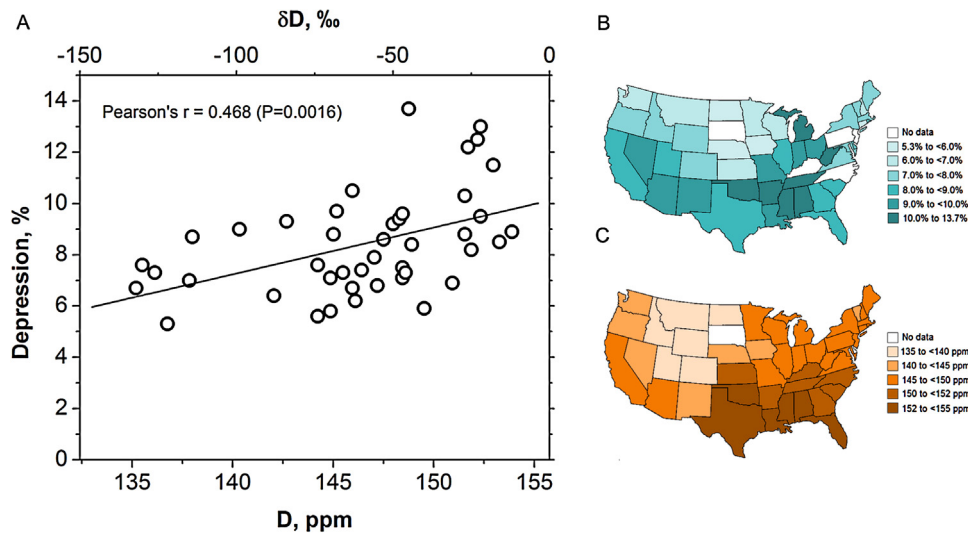 A
δD, ‰
-150
-100
-50
0
Pearson's r = 0.468 (P=0.0016)
Depression, %
14
12
10
8
6
4
2
0
135
140
145
150
155
D, ppm
B
No data
5.3% to <6.0%
6.0% to <7.0%
7.0% to <8.0%
8.0% to <9.0%
9.0% to <10.0%
10.0% to 13.7%
C
No data
135 to <140 ppm
140 to <145 ppm
145 to <150 ppm
150 to <152 ppm
152 to <155 ppm